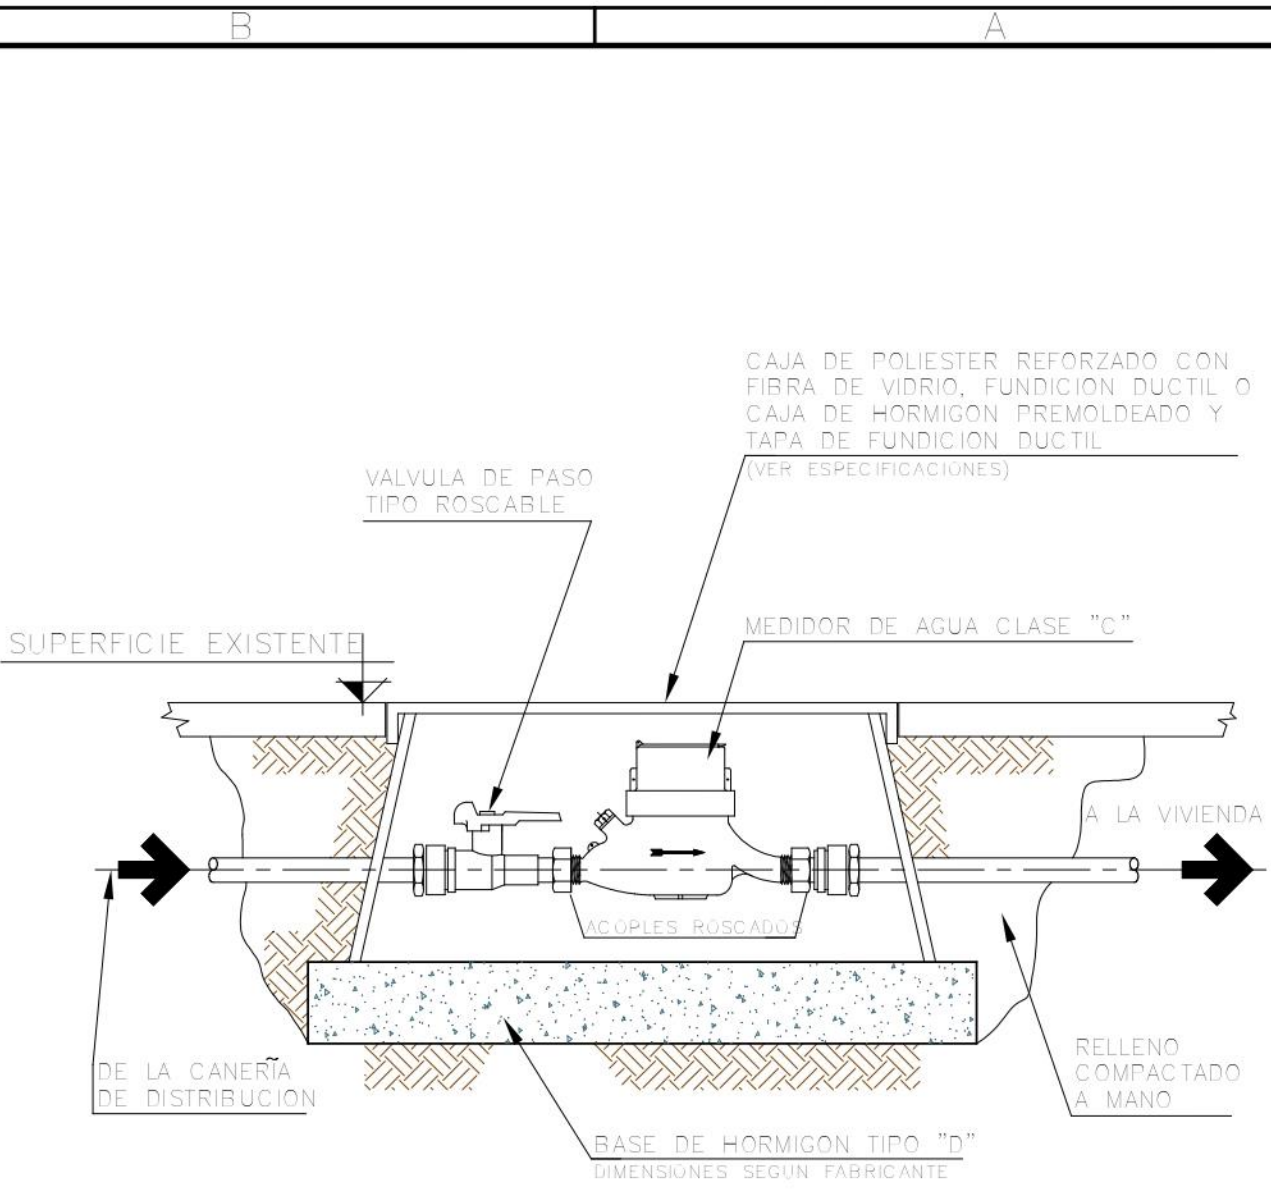 B
A
CAJA DE POLIESTER REFORZADO CON
FIBRA DE VIDRIO, FUNDICION DUCTIL O
CAJA DE HORMIGON PREMOLDEADO Y
TAPA DE FUNDICION DUCTIL
(VER ESPECIFICACIONES)
VALVULA DE PASO
TIPO ROSCABLE
MEDIDOR DE AGUA CLASE "C"
SUPERFICIE EXISTENTE
A LA VIVIENDA
ACOPLES ROSCADOS
DE LA CANERÍA
DE DISTRIBUCION
RELLENO
COMPACTADO
A MANO
BASE DE HORMIGON TIPO "D"
DIMENSIONES SEGUN FABRICANTE